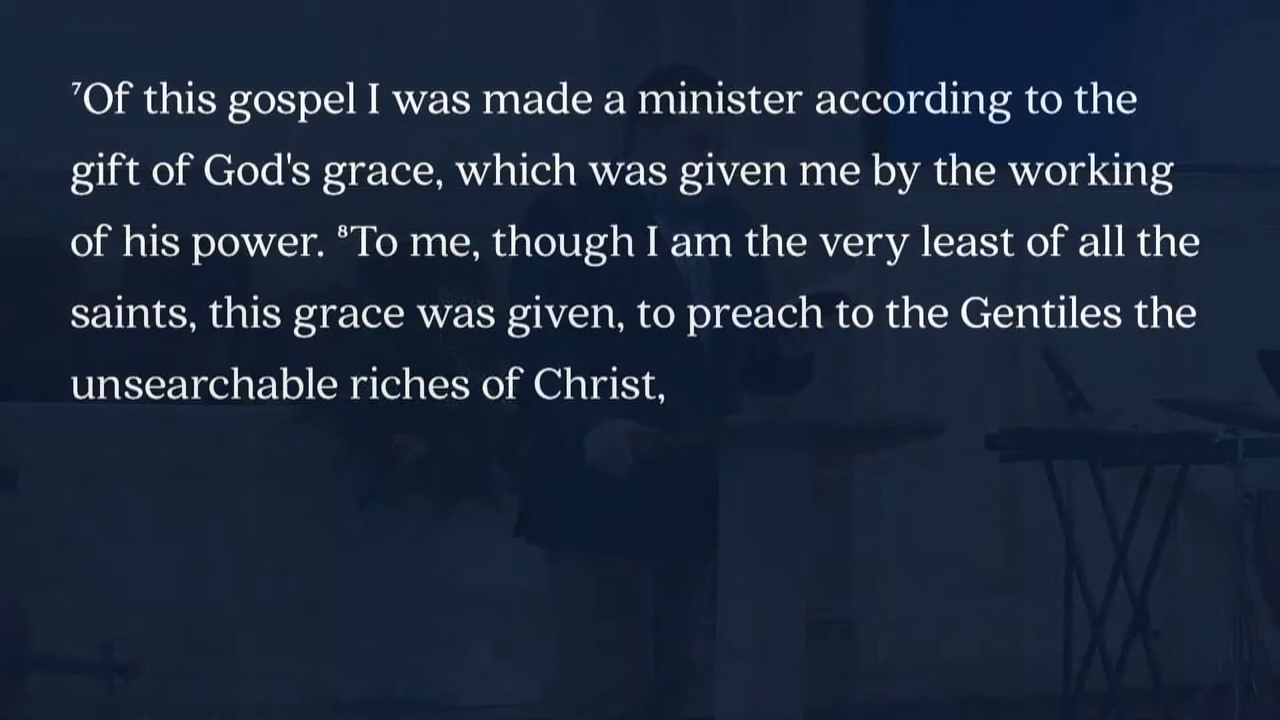 ⁷Of this gospel I was made a minister according to the
gift of God's grace, which was given me by the working
of his power. ⁸To me, though I am the very least of all the
saints, this grace was given, to preach to the Gentiles the
unsearchable riches of Christ,